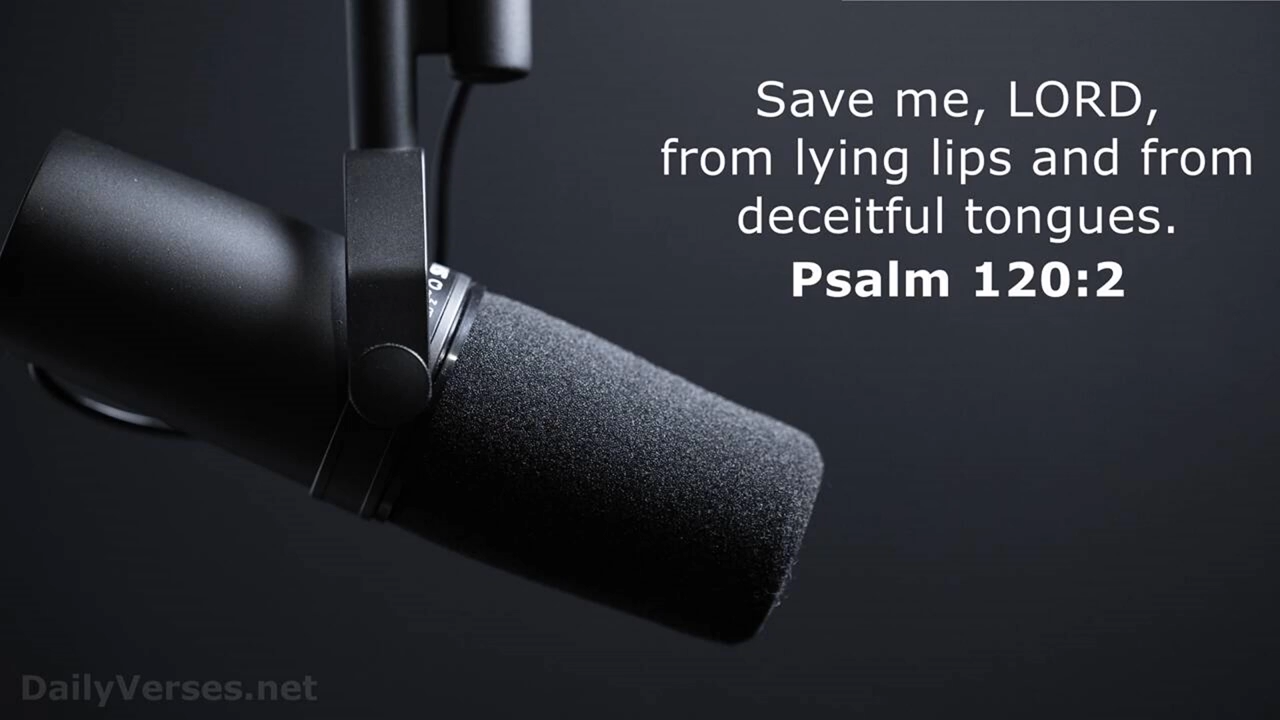 Save me, LORD,
from lying lips and from
deceitful tongues.
Psalm 120:2
DailyVerses.net